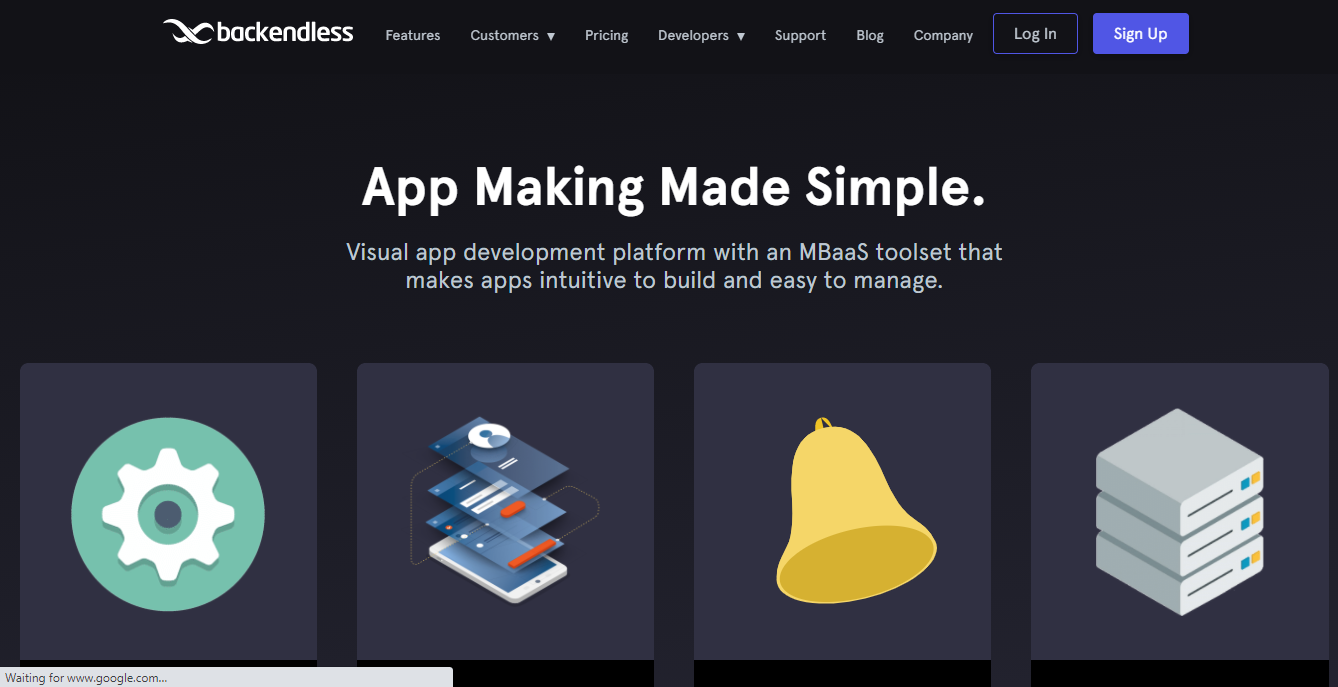 backendless Features Customers ▼ Pricing Developers ▼ Support Blog Company Log In Sign Up
App Making Made Simple.
Visual app development platform with an MBaaS toolset that
makes apps intuitive to build and easy to manage.
Waiting for www.google.com...